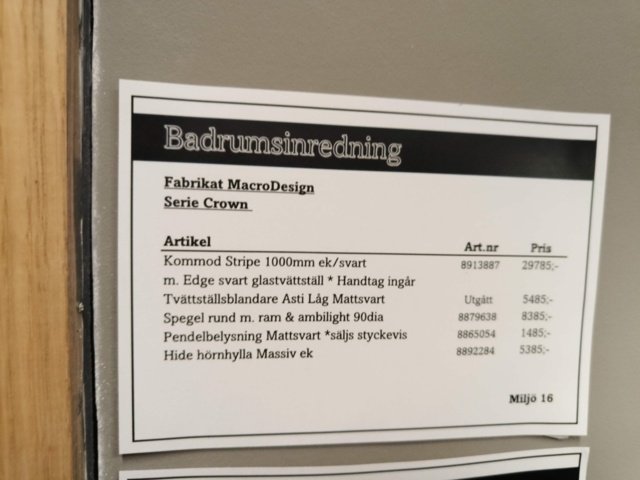 Badrumsinredning
Fabrikat MacroDesign
Serie Crown
Artikel Art.nr Pris
Kommod Stripe 1000mm ek/svart 8913887 29785;-
m. Edge svart glastvättställ * Handtag ingår
Tvättställsblandare Asti Låg Mattsvart Utgått 5485;-
Spegel rund m. ram & ambilight 90dia 8879638 8385;-
Pendelbelysning Mattsvart *säljs styckevis 8865054 1485;-
Hide hörnhylla Massiv ek 8892284 5385;-
Miljö 16